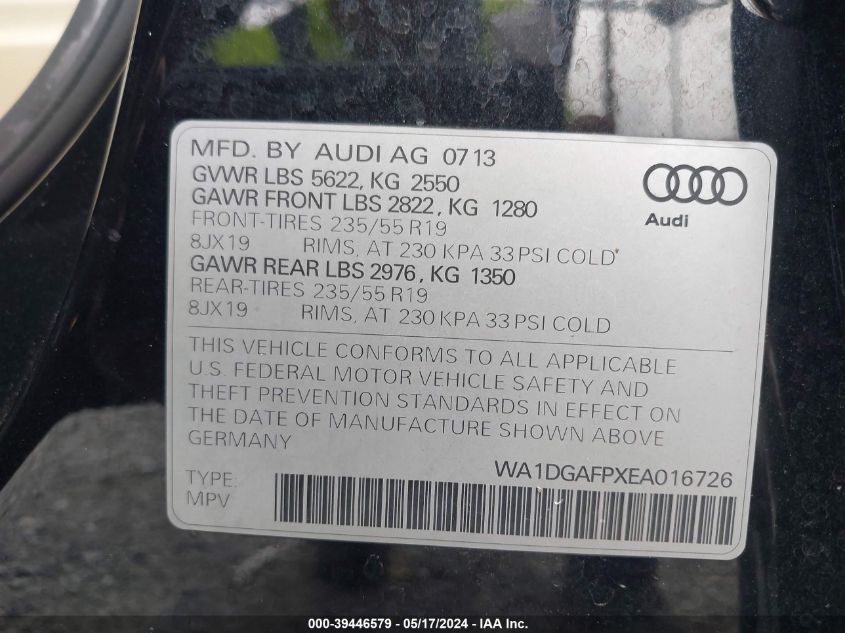 MFD. BY AUDI AG 0713
GVWR LBS 5622, KG 2550
GAWR FRONT LBS 2822, KG 1280
FRONT-TIRES 235/55 R19
8JX19 RIMS, AT 230 KPA 33 PSI COLD
GAWR REAR LBS 2976, KG 1350
REAR-TIRES 235/55 R19
8JX19 RIMS, AT 230 KPA 33 PSI COLD
Audi
THIS VEHICLE CONFORMS TO ALL APPLICABLE
U.S. FEDERAL MOTOR VEHICLE SAFETY AND
THEFT PREVENTION STANDARDS IN EFFECT ON
THE DATE OF MANUFACTURE SHOWN ABOVE
GERMANY
WA1DGAFPXEA016726
TYPE:
MPV
000-39446579 - 05/17/2024 - IAA Inc.